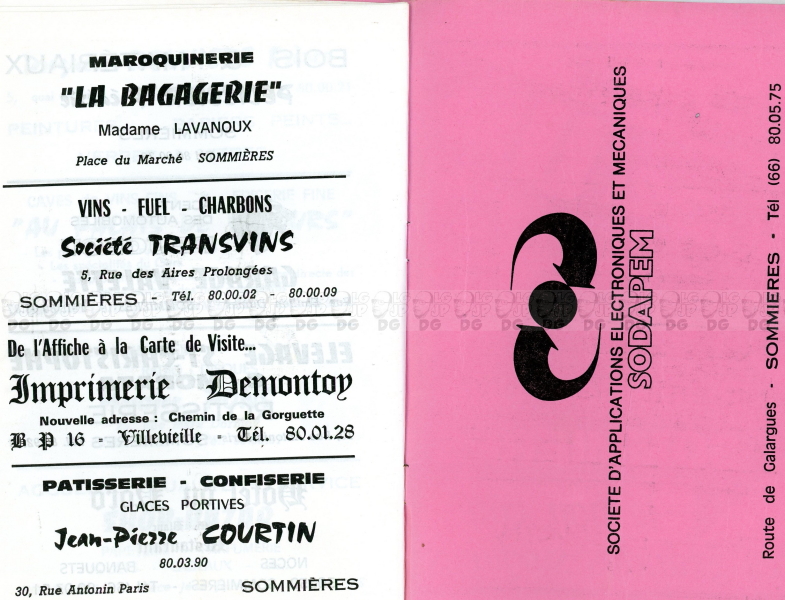 MAROQUINERIE
"LA BAGAGERIE"
Madame LAVANOUX
Place du Marché SOMMIÈRES
VINS - FUEL - CHARBONS
Société TRANSVINS
5, Rue des Aires Prolongées
SOMMIÈRES - Tél. 80.00.02 - 80.00.09
De l'Affiche à la Carte de Visite...
Imprimerie Demontoy
Nouvelle adresse : Chemin de la Gorguette
B P 16 - Villevieille - Tél. 80.01.28
PATISSERIE - CONFISERIE
GLACES PORTIVES
Jean-Pierre COURTIN
80.03.90
30, Rue Antonin Paris SOMMIÈRES
SOCIETE D'APPLICATIONS ELECTRONIQUES ET MECANIQUES
SODAPEM
Route de Galargues - SOMMIERES - Tél (66) 80.05.75